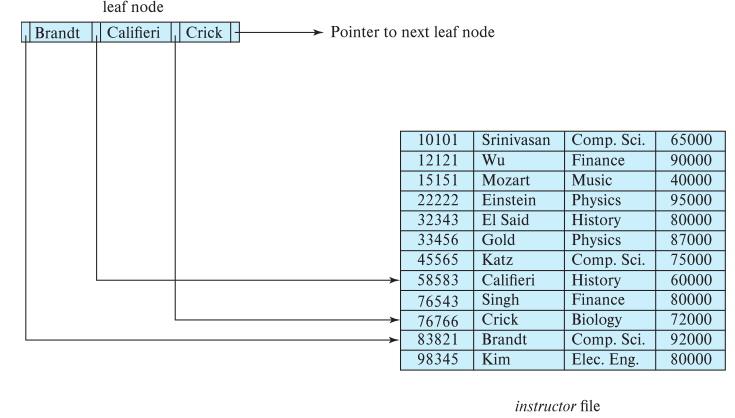 leaf node
Brandt Califieri Crick
Pointer to next leaf node
10101 Srinivasan Comp. Sci. 65000
12121 Wu Finance 90000
15151 Mozart Music 40000
22222 Einstein Physics 95000
32343 El Said History 80000
33456 Gold Physics 87000
45565 Katz Comp. Sci. 75000
58583 Califieri History 60000
76543 Singh Finance 80000
76766 Crick Biology 72000
83821 Brandt Comp. Sci. 92000
98345 Kim Elec. Eng. 80000
instructor file